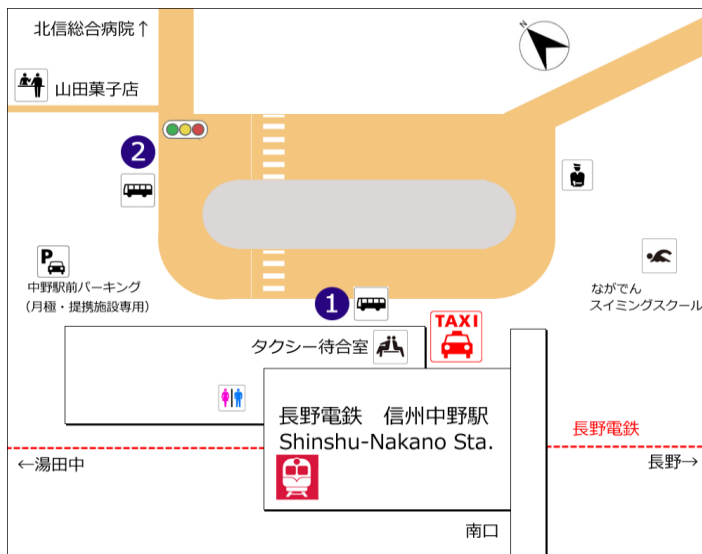 北信総合病院↑
N
山田菓子店
2
P
中野駅前パーキング
（月極・提携施設専用）
ながでん
スイミングスクール
1
TAXI
タクシー待合室
長野電鉄 信州中野駅
Shinshu-Nakano Sta.
長野電鉄
←湯田中
長野→
南口